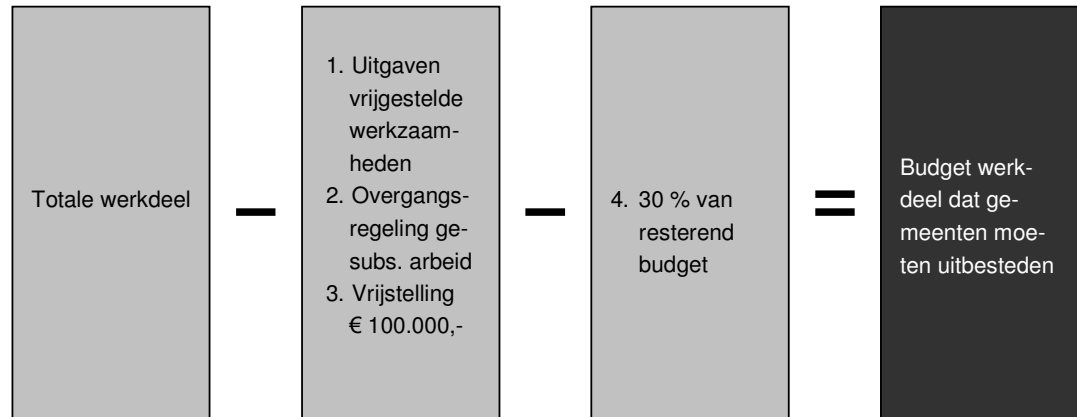 Totale werkdeel
–
1. Uitgaven
vrijgestelde
werkzaam-
heden
2. Overgangs-
regeling ge-
subs. arbeid
3. Vrijstelling
€ 100.000,-
–
4. 30 % van
resterend
budget
=
Budget werk-
deel dat ge-
meenten moe-
ten uitbesteden